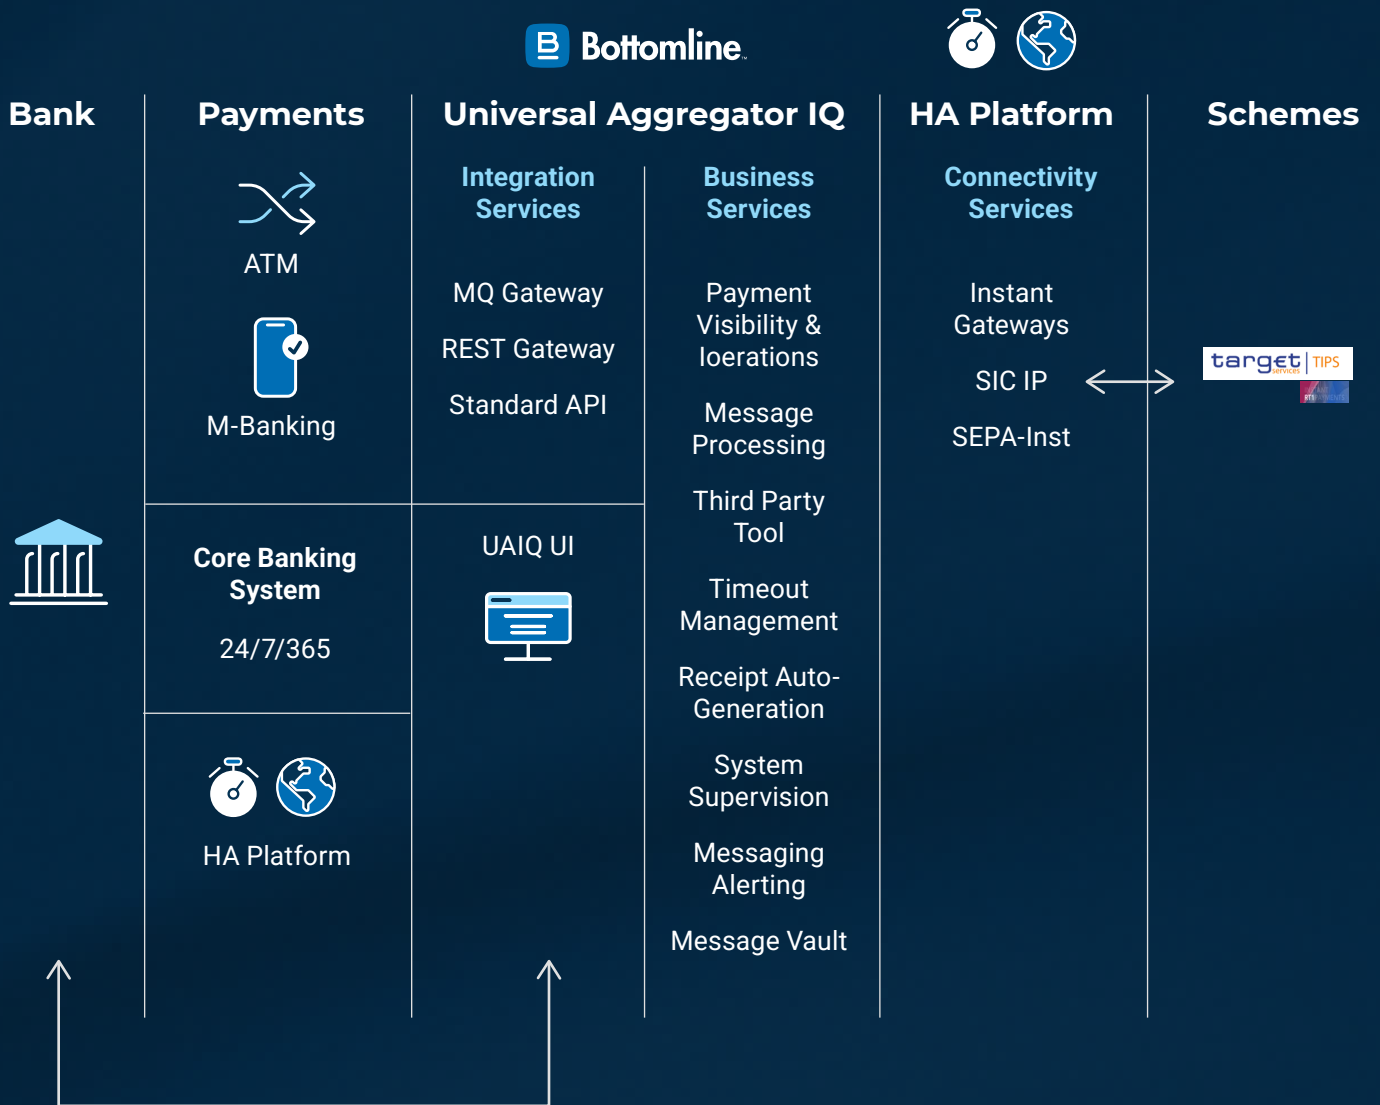 B Bottomline™
Bank
Payments
Universal Aggregator IQ
HA Platform
Schemes
ATM
M-Banking
Core Banking
System
24/7/365
HA Platform
Integration
Services
MQ Gateway
REST Gateway
Standard API
UAIQ UI
Business
Services
Payment
Visibility &
Ioerations
Message
Processing
Third Party
Tool
Timeout
Management
Receipt Auto-
Generation
System
Supervision
Messaging
Alerting
Message Vault
Connectivity
Services
Instant
Gateways
SIC IP
SEPA-Inst
target | TIPS
services
RT1